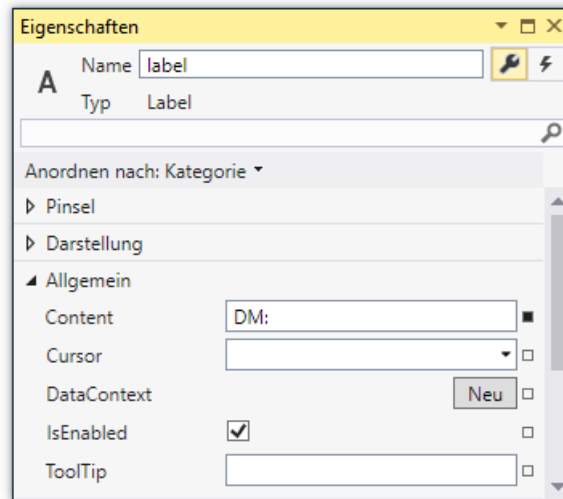 Eigenschaften
Name label
A
Typ Label
Anordnen nach: Kategorie
Pinsel
Darstellung
Allgemein
Content DM:
Cursor
DataContext Neu
IsEnabled
ToolTip